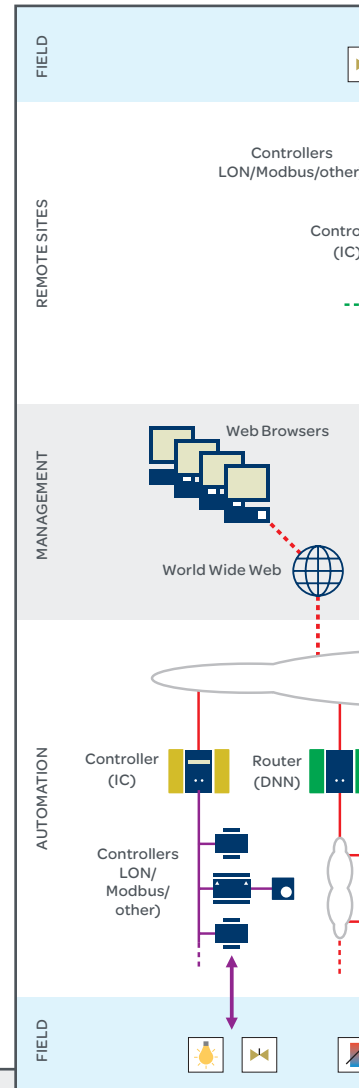 FIELD
REMOTE SITES
Controllers
LON/Modbus/other
(IC)
MANAGEMENT
Web Browsers
World Wide Web
AUTOMATION
Controller
(IC)
Router
(DNN)
Controllers
LON/
Modbus/
other)
FIELD